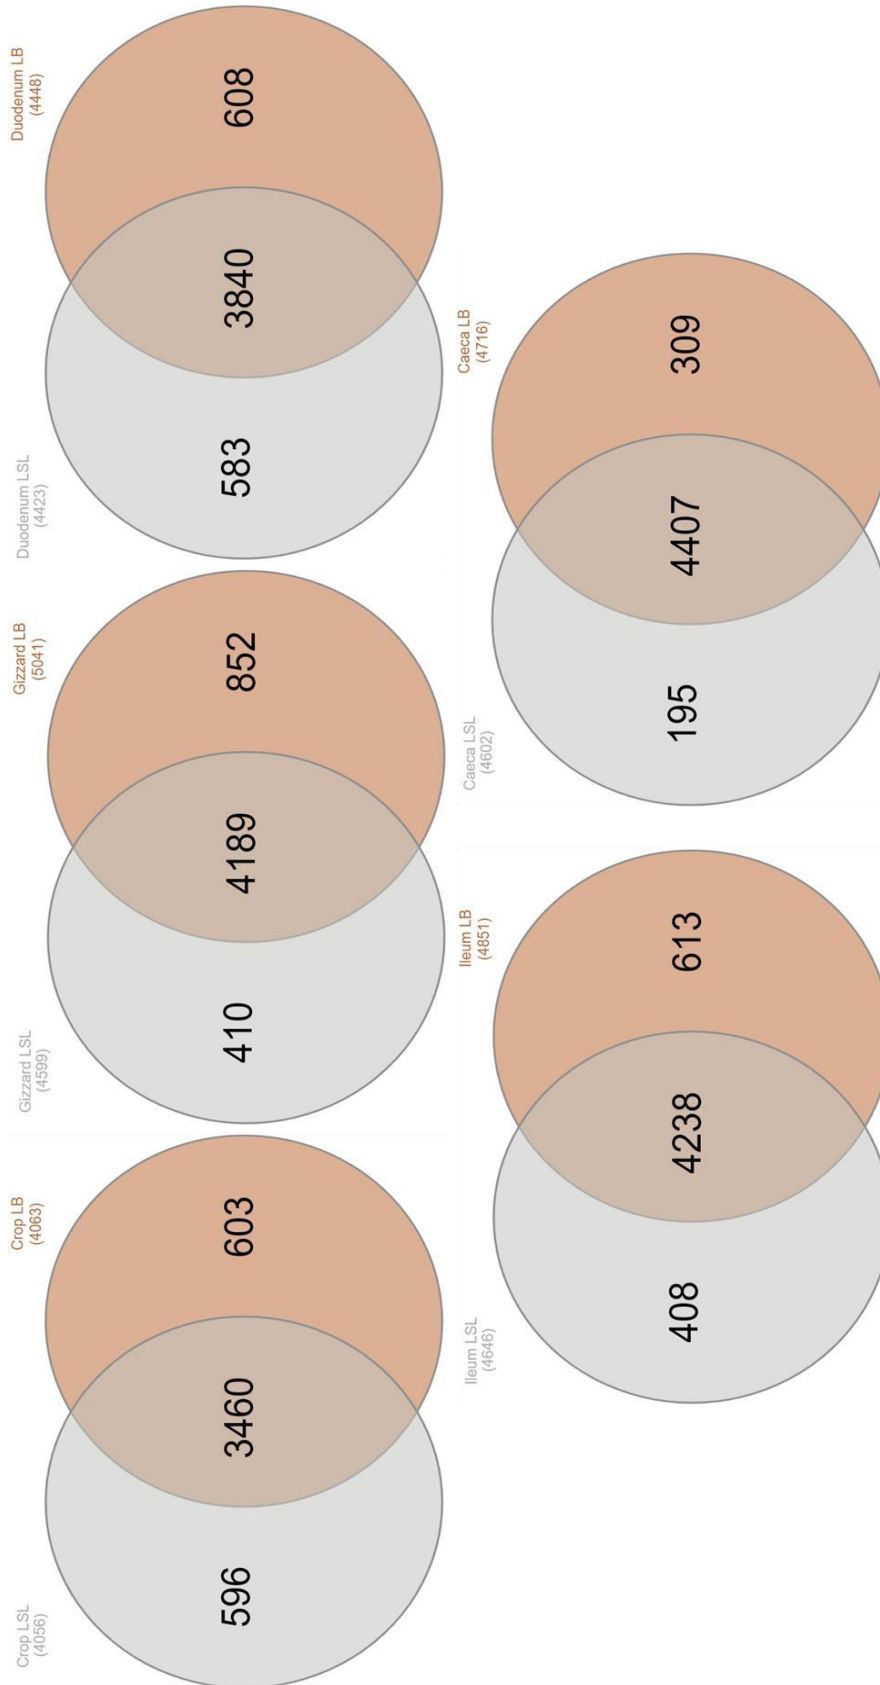 Crop LSL
(4056)
Crop LB
(4063)
596
3460
603
Gizzard LSL
(4599)
Gizzard LB
(5041)
410
4189
852
Duodenum LSL
(4423)
Duodenum LB
(4448)
583
3840
608
Ileum LSL
(4646)
Ileum LB
(4851)
408
4238
613
Caeca LSL
(4602)
Caeca LB
(4716)
195
4407
309